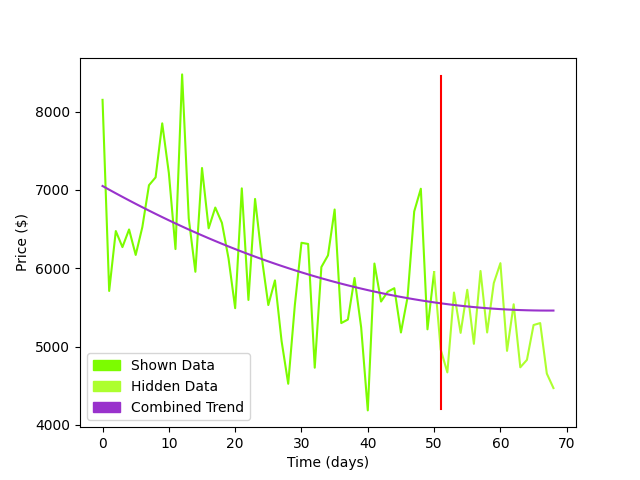 8000
7000
6000
5000
4000
Price ($)
Shown Data
Hidden Data
Combined Trend
0 10 20 30 40 50 60 70
Time (days)